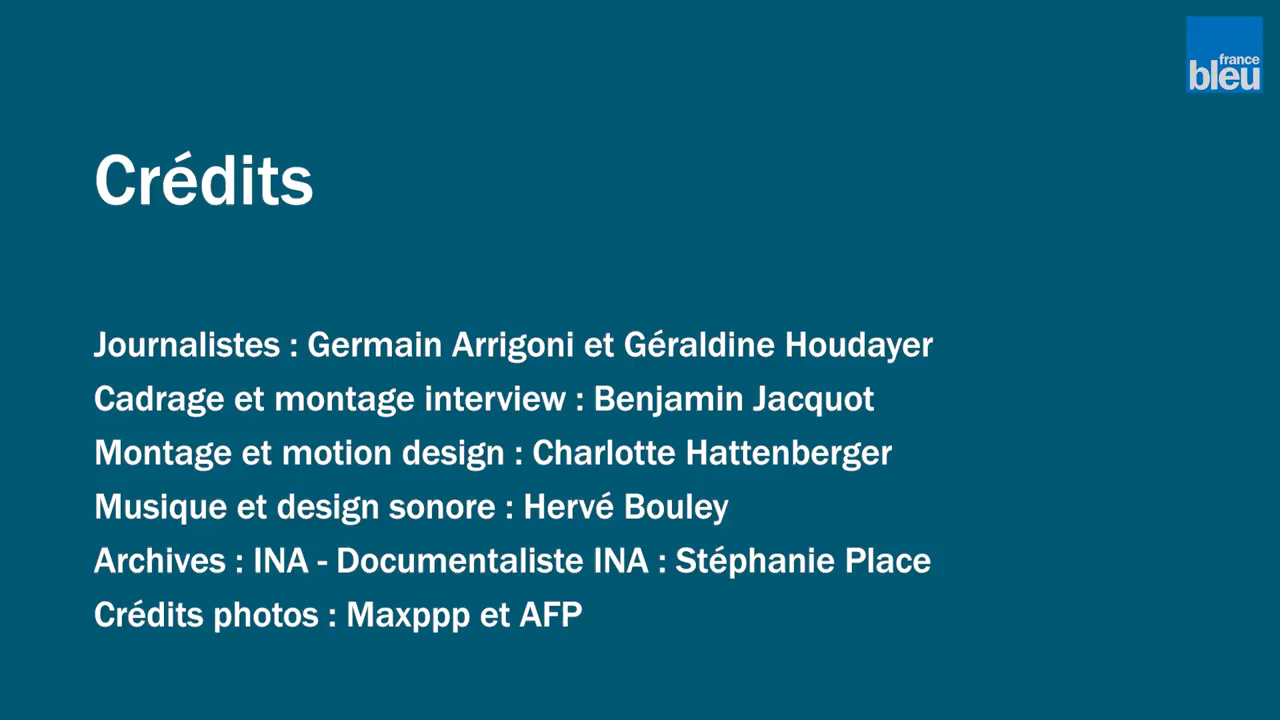 france
bleu
Crédits
Journalistes : Germain Arrigoni et Géraldine Houdayer
Cadrage et montage interview : Benjamin Jacquot
Montage et motion design : Charlotte Hattenberger
Musique et design sonore : Hervé Bouley
Archives : INA - Documentaliste INA : Stéphanie Place
Crédits photos : Maxppp et AFP